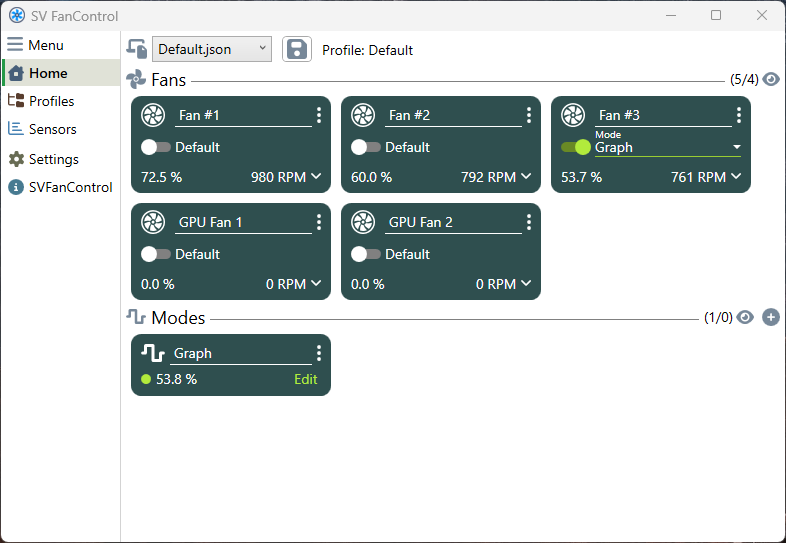 SV FanControl
Menu
Home
Profiles
Sensors
Settings
SVFanControl
Default.json
Profile: Default
Fans
(5/4)
Fan #1
Default
72.5 %
980 RPM
Fan #2
Default
60.0 %
792 RPM
Fan #3
Mode
Graph
53.7 %
761 RPM
GPU Fan 1
Default
0.0 %
0 RPM
GPU Fan 2
Default
0.0 %
0 RPM
Modes
(1/0)
Graph
53.8 %
Edit